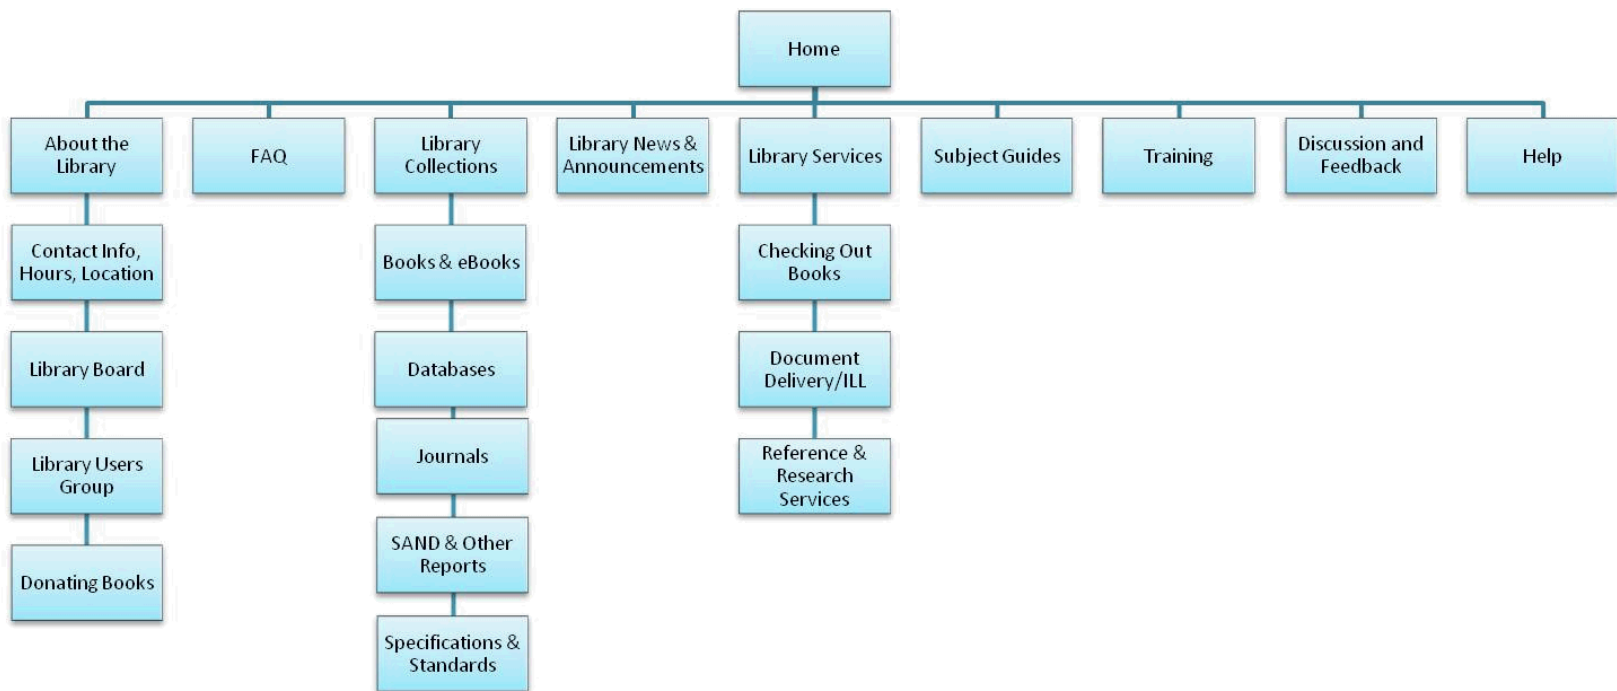 Home
About the
Library
FAQ
Library
Collections
Library News &
Announcements
Library Services
Subject Guides
Training
Discussion and
Feedback
Help
Contact Info,
Hours, Location
Library Board
Library Users
Group
Donating Books
Books & eBooks
Databases
Journals
SAND & Other
Reports
Specifications &
Standards
Checking Out
Books
Document
Delivery/ILL
Reference &
Research
Services